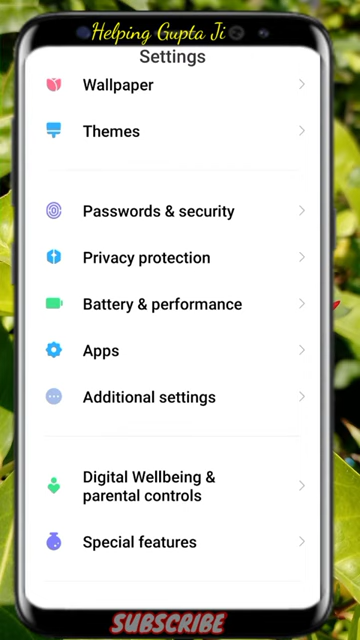 Helping Gupta Ji
Settings
Wallpaper
Themes
Passwords & security
Privacy protection
Battery & performance
Apps
Additional settings
Digital Wellbeing &
parental controls
Special features
SUBSCRIBE